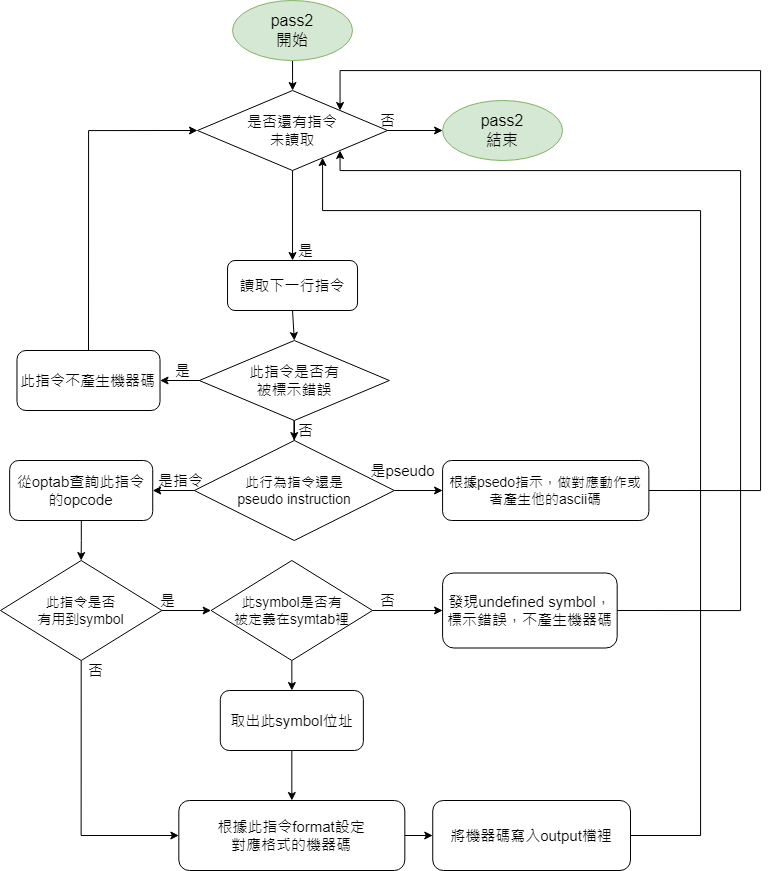 pass2
開始
是否還有指令
未讀取
否
pass2
結束
是
讀取下一行指令
此指令是否有
被標示錯誤
是
此指令不產生機器碼
否
此行為指令還是
pseudo instruction
是指令
從optab查詢此指令
的opcode
是pseudo
根據psedo指示，做對應動作或
者產生他的ascii碼
此指令是否
有用到symbol
是
此symbol是否有
被定義在symtab裡
否
發現undefined symbol，
標示錯誤，不產生機器碼
否
取出此symbol位址
根據此指令format設定
對應格式的機器碼
將機器碼寫入output檔裡